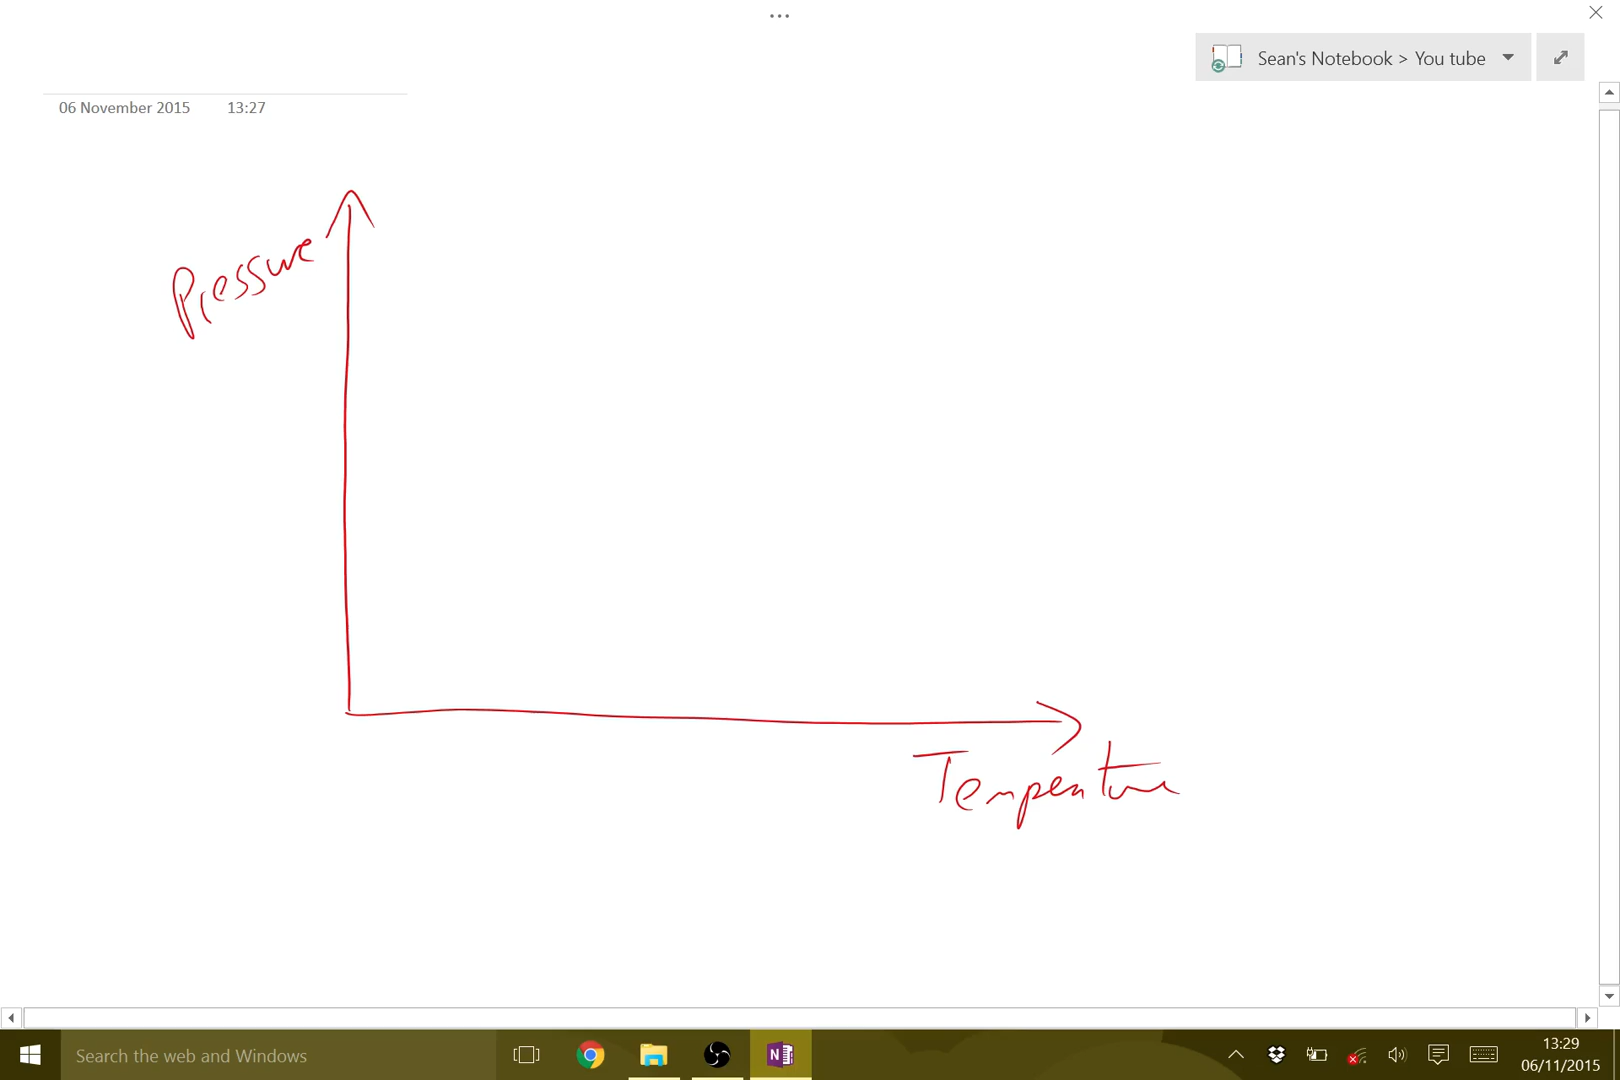 Sean's Notebook > You tube
06 November 2015 13:27
Pressure
Temperature
Search the web and Windows
13:29
06/11/2015